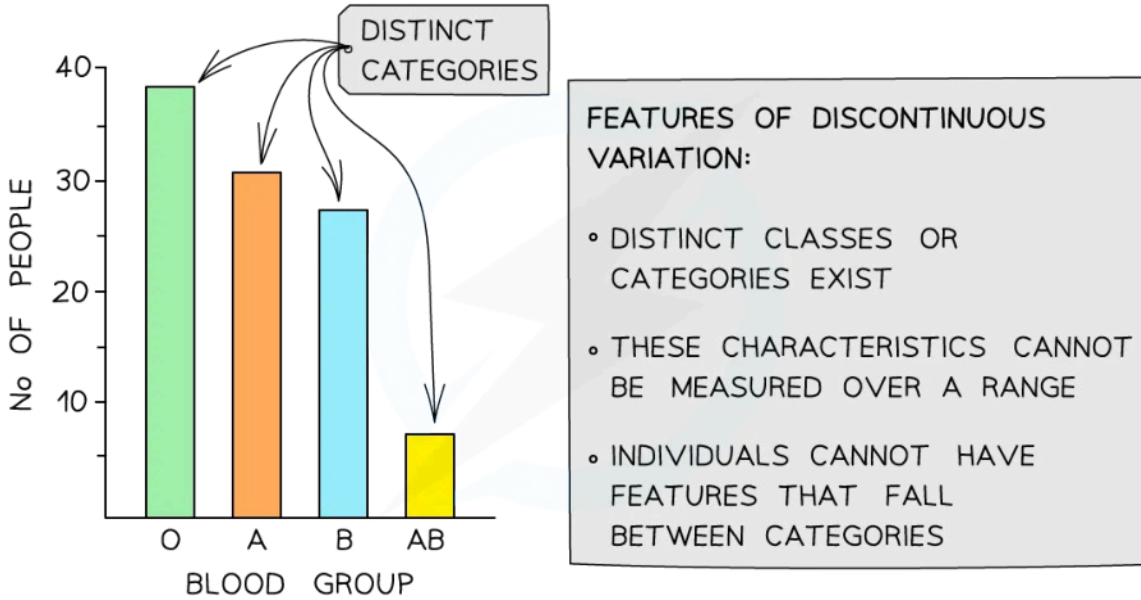 DISTINCT
CATEGORIES
40
30
20
10
No OF PEOPLE
O A B AB
BLOOD GROUP
FEATURES OF DISCONTINUOUS
VARIATION:
° DISTINCT CLASSES OR
CATEGORIES EXIST
° THESE CHARACTERISTICS CANNOT
BE MEASURED OVER A RANGE
° INDIVIDUALS CANNOT HAVE
FEATURES THAT FALL
BETWEEN CATEGORIES